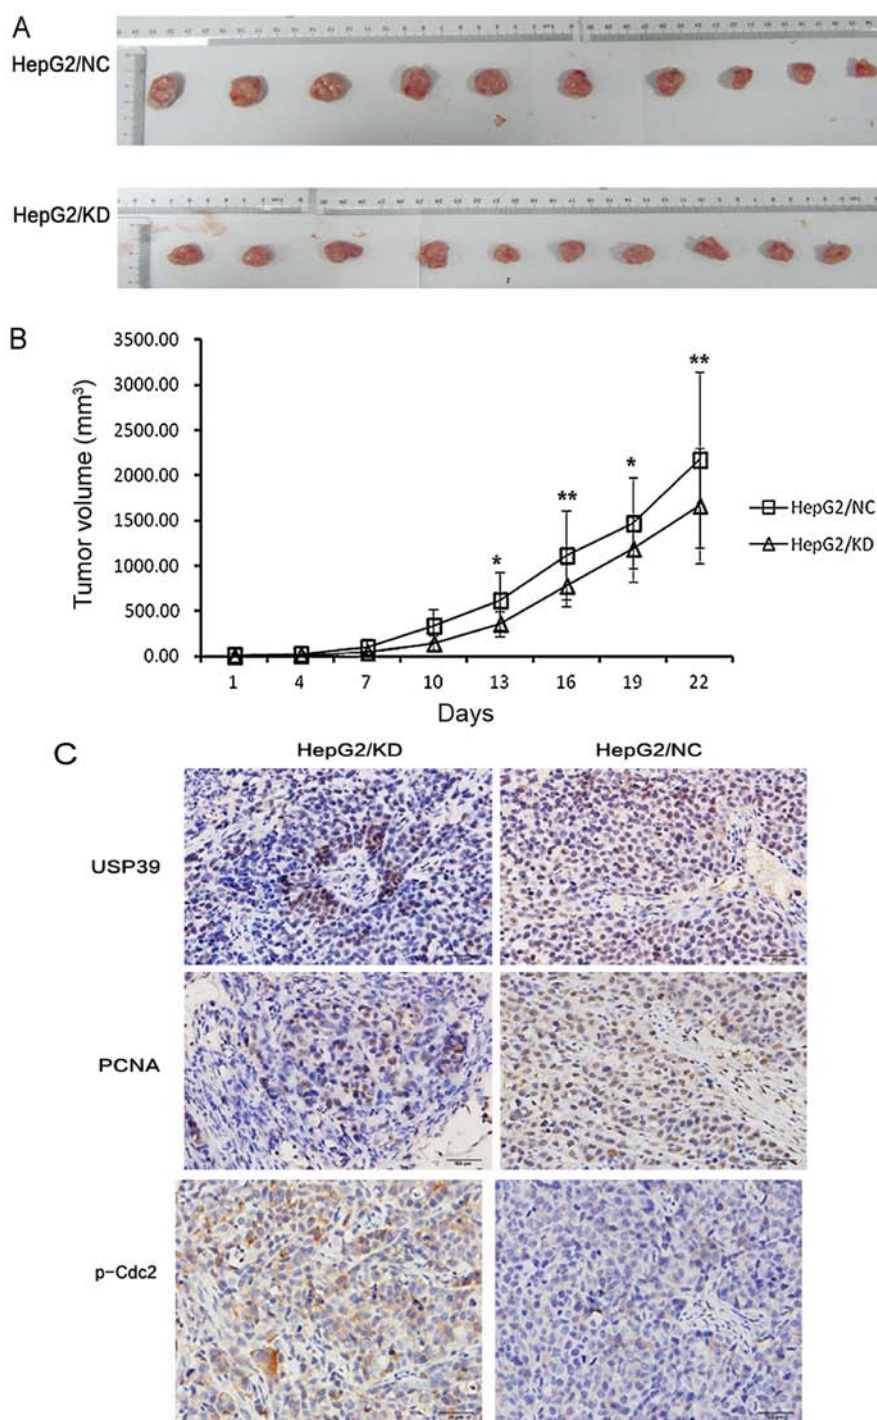 A
HepG2/NC
HepG2/KD
B
3500.00
3000.00
2500.00
2000.00
1500.00
1000.00
500.00
0.00
Tumor volume (mm³)
* ** * **
1 4 7 10 13 16 19 22
Days
HepG2/NC
HepG2/KD
C
HepG2/KD HepG2/NC
USP39
PCNA
p-Cdc2